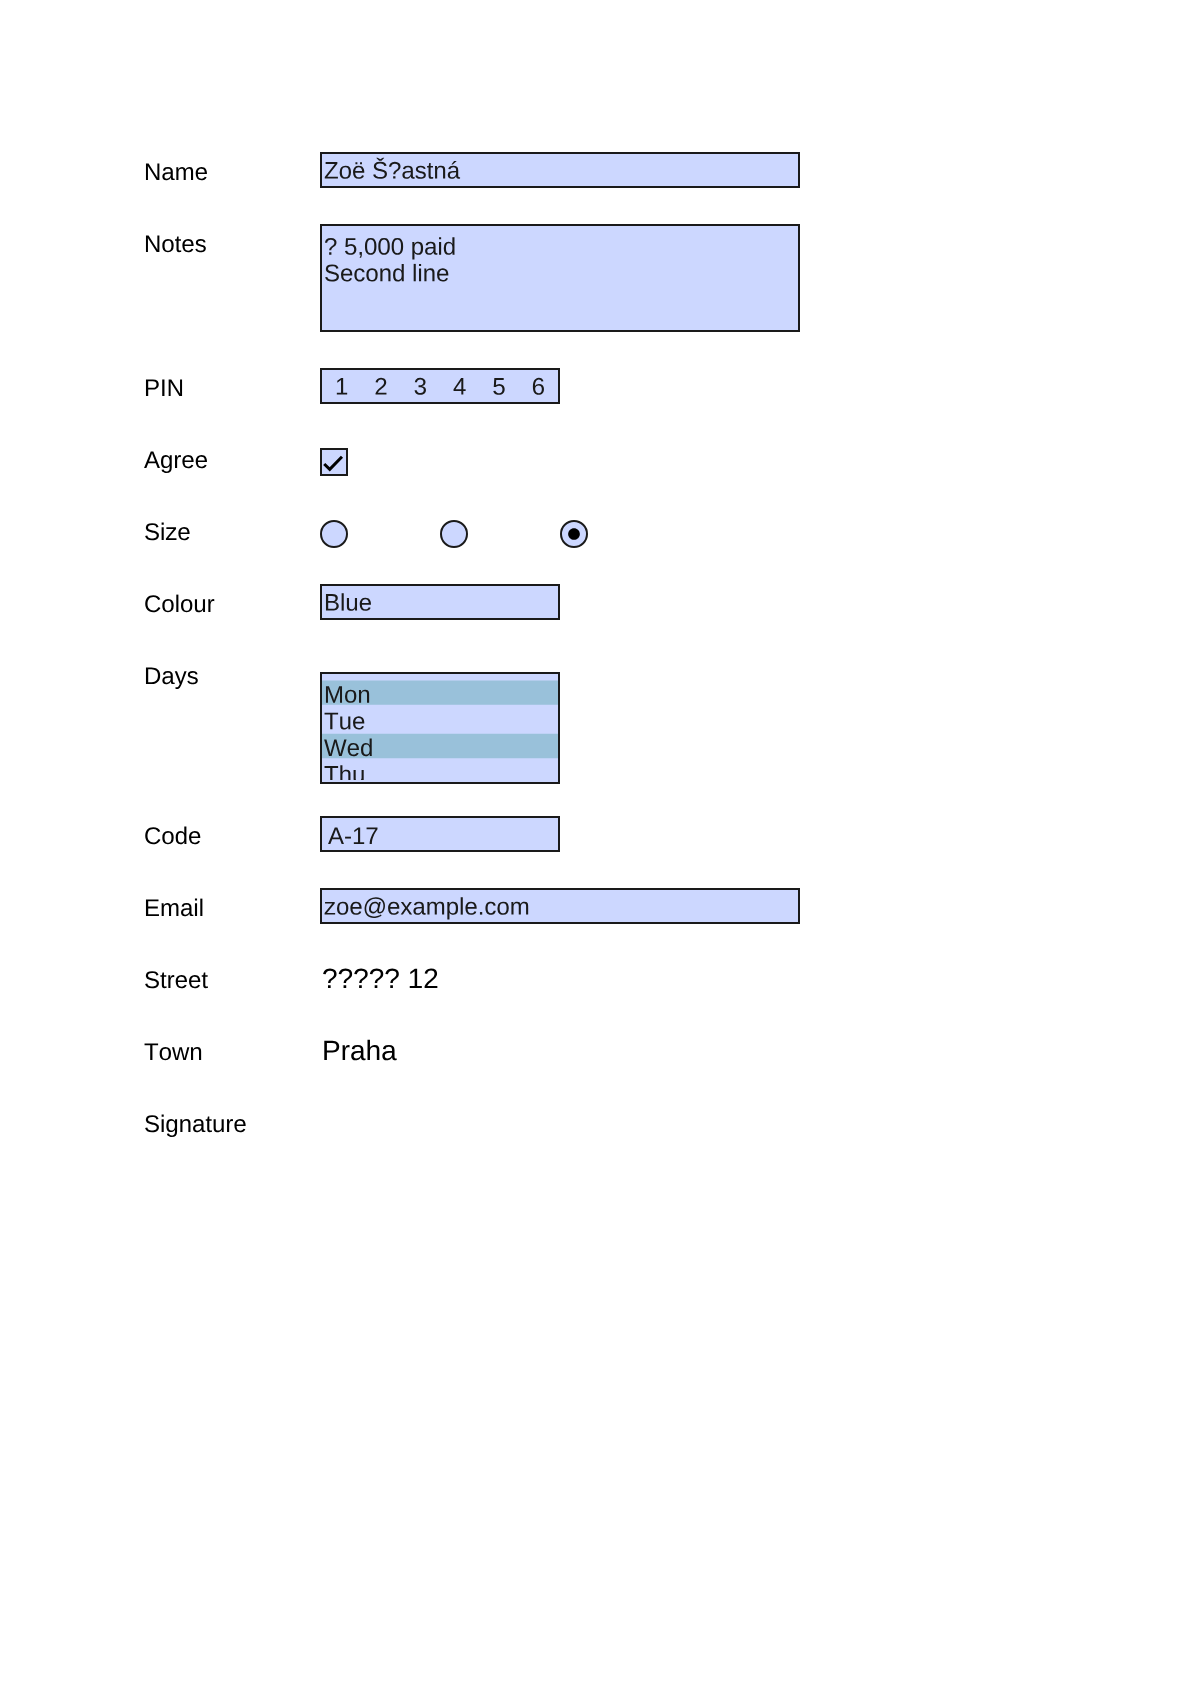 Name Zoë Š?astná
Notes ? 5,000 paid
Second line
PIN 1 2 3 4 5 6
Agree
Size
Colour Blue
Days Mon
Tue
Wed
Thu
Code A-17
Email zoe@example.com
Street ????? 12
Town Praha
Signature